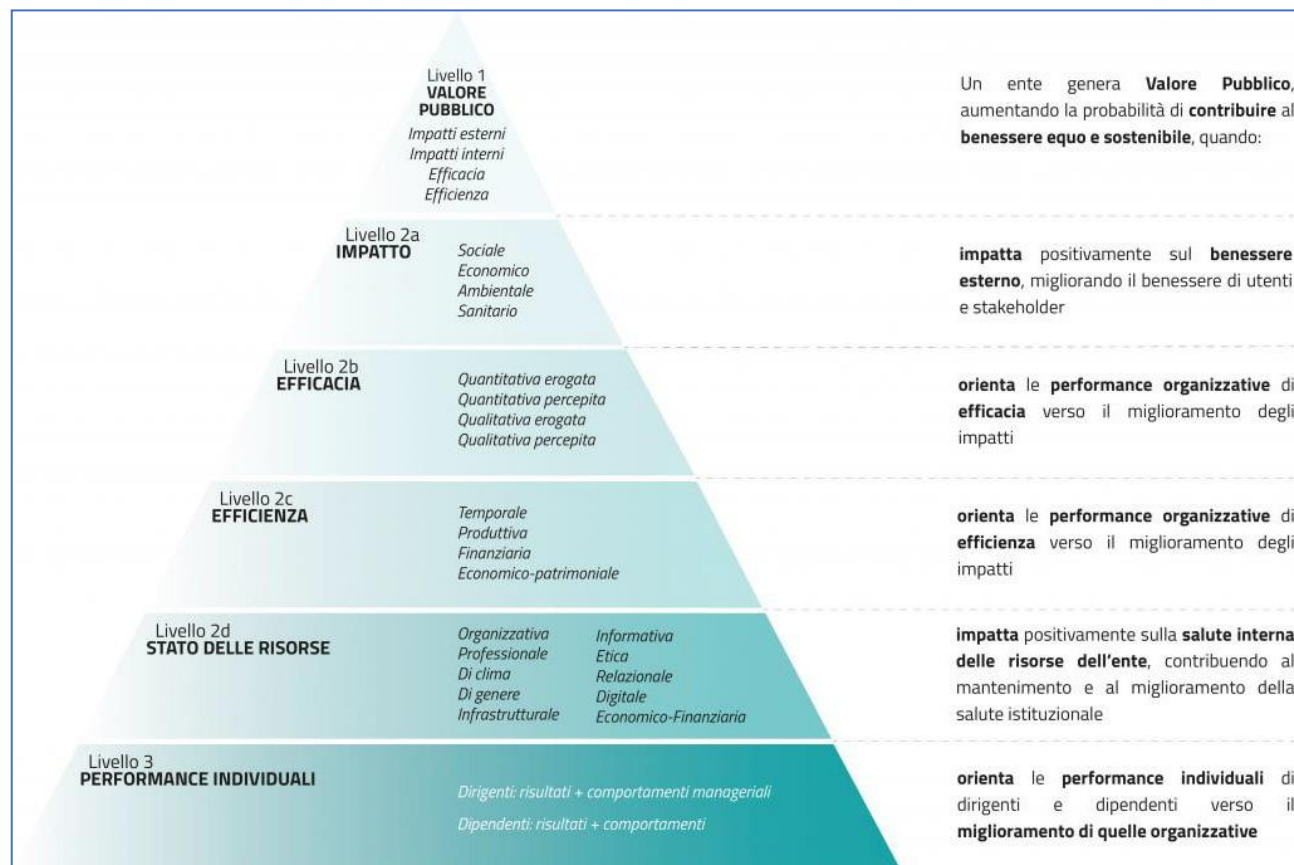 Livello 1
VALORE
PUBBLICO
Impatti esterni
Impatti interni
Efficacia
Efficienza
Un ente genera Valore Pubblico,
aumentando la probabilità di contribuire al
benessere equo e sostenibile, quando:
Livello 2a
IMPATTO
Sociale
Economico
Ambientale
Sanitario
impatta positivamente sul benessere
esterno, migliorando il benessere di utenti
e stakeholder
Livello 2b
EFFICACIA
Quantitativa erogata
Quantitativa percepita
Qualitativa erogata
Qualitativa percepita
orienta le performance organizzative di
efficacia verso il miglioramento degli
impatti
Livello 2c
EFFICIENZA
Temporale
Produttiva
Finanziaria
Economico-patrimoniale
orienta le performance organizzative di
efficienza verso il miglioramento degli
impatti
Livello 2d
STATO DELLE RISORSE
Organizzativa
Professionale
Di clima
Di genere
Infrastrutturale
Informativa
Etica
Relazionale
Digitale
Economico-Finanziaria
impatta positivamente sulla salute interna
delle risorse dell'ente, contribuendo al
mantenimento e al miglioramento della
salute istituzionale
Livello 3
PERFORMANCE INDIVIDUALI
Dirigenti: risultati + comportamenti manageriali
Dipendenti: risultati + comportamenti
orienta le performance individuali di
dirigenti e dipendenti verso il
miglioramento di quelle organizzative